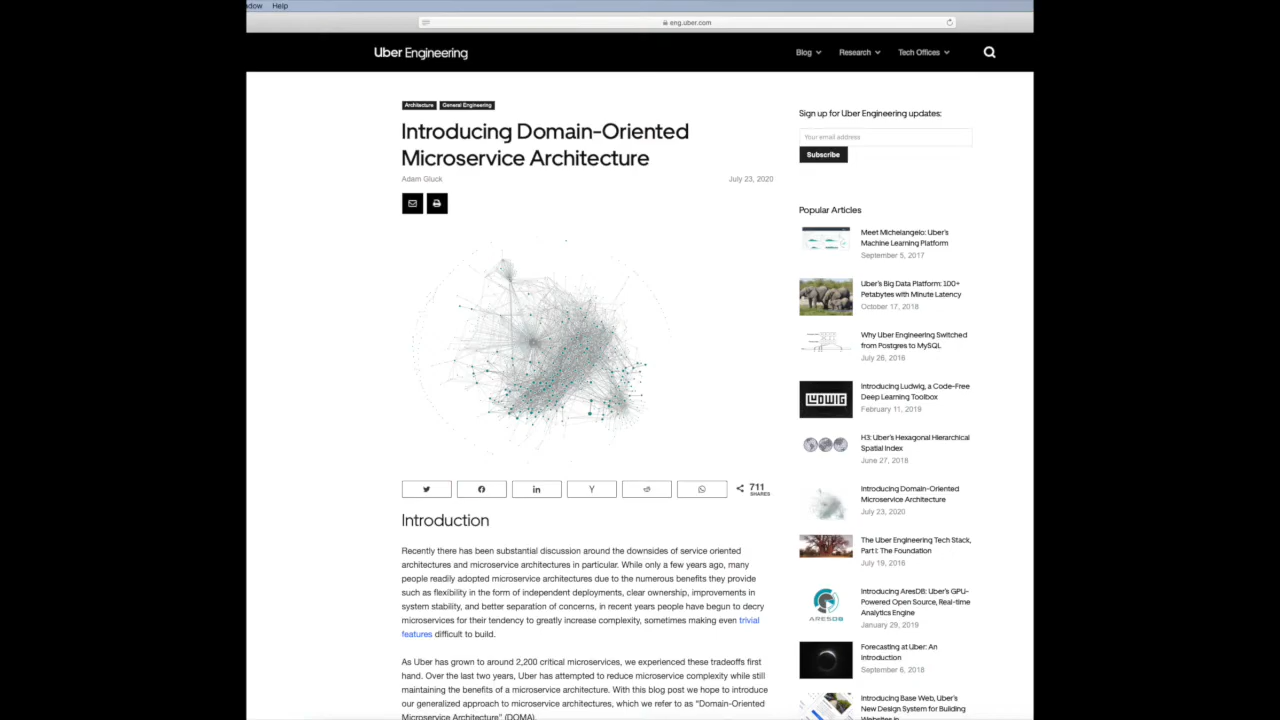 dow Help
eng.uber.com
Uber Engineering
Blog Research Tech Offices
Architecture General Engineering
Introducing Domain-Oriented
Microservice Architecture
Adam Gluck July 23, 2020
711
SHARES
Introduction
Recently there has been substantial discussion around the downsides of service oriented
architectures and microservice architectures in particular. While only a few years ago, many
people readily adopted microservice architectures due to the numerous benefits they provide
such as flexibility in the form of independent deployments, clear ownership, improvements in
system stability, and better separation of concerns, in recent years people have begun to decry
microservices for their tendency to greatly increase complexity, sometimes making even trivial
features difficult to build.
As Uber has grown to around 2,200 critical microservices, we experienced these tradeoffs first
hand. Over the last two years, Uber has attempted to reduce microservice complexity while still
maintaining the benefits of a microservice architecture. With this blog post we hope to introduce
our generalized approach to microservice architectures, which we refer to as “Domain-Oriented
Microservice Architecture” (DOMA).
Sign up for Uber Engineering updates:
Your email address
Subscribe
Popular Articles
Meet Michelangelo: Uber's
Machine Learning Platform
September 5, 2017
Uber's Big Data Platform: 100+
Petabytes with Minute Latency
October 17, 2018
Why Uber Engineering Switched
from Postgres to MySQL
July 26, 2016
LUDWIG
Introducing Ludwig, a Code-Free
Deep Learning Toolbox
February 11, 2019
H3: Uber's Hexagonal Hierarchical
Spatial Index
June 27, 2018
Introducing Domain-Oriented
Microservice Architecture
July 23, 2020
The Uber Engineering Tech Stack,
Part I: The Foundation
July 19, 2016
ARESDB
Introducing AresDB: Uber's GPU-
Powered Open Source, Real-time
Analytics Engine
January 29, 2019
Forecasting at Uber: An
Introduction
September 6, 2018
Introducing Base Web, Uber's
New Design System for Building
Websites in